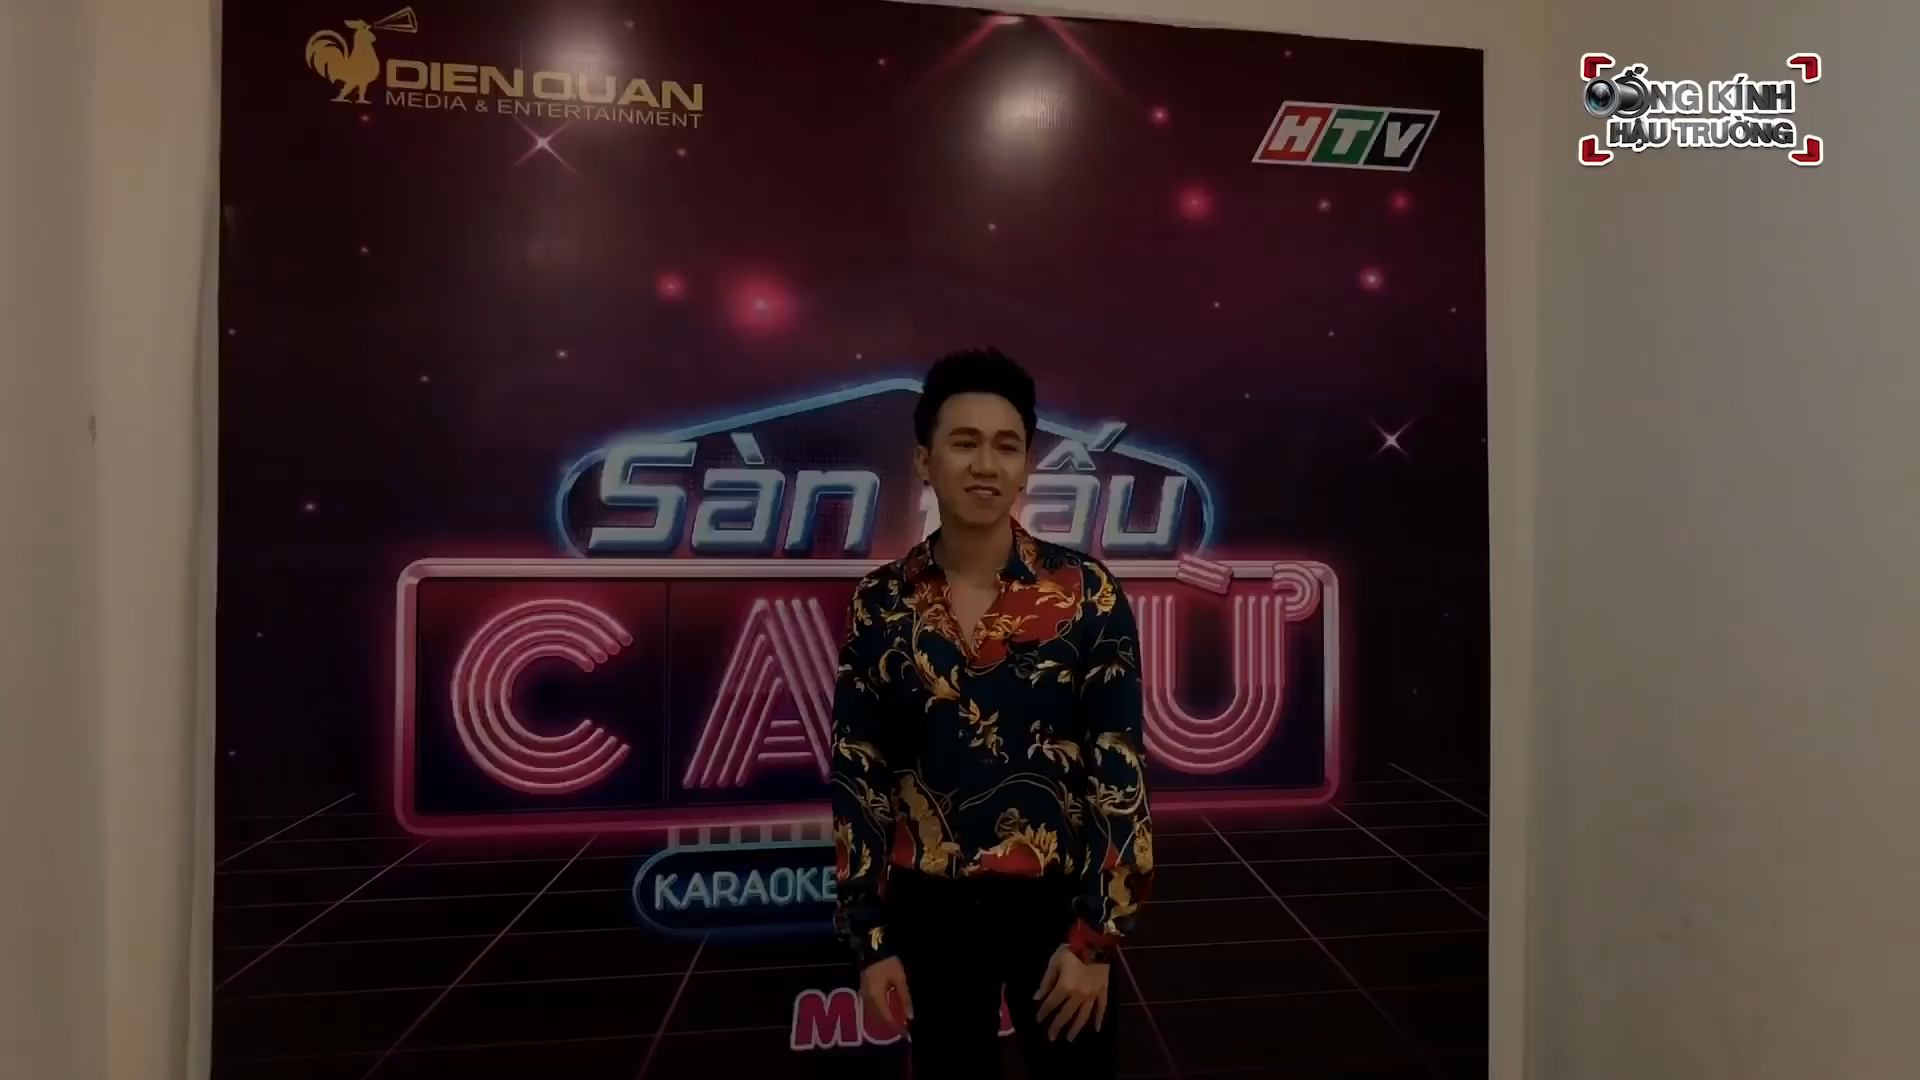 DIEN QUAN
MEDIA & ENTERTAINMENT
HTV
ỐNG KÍNH
HẬU TRƯỜNG
Sàn
KARAOKE